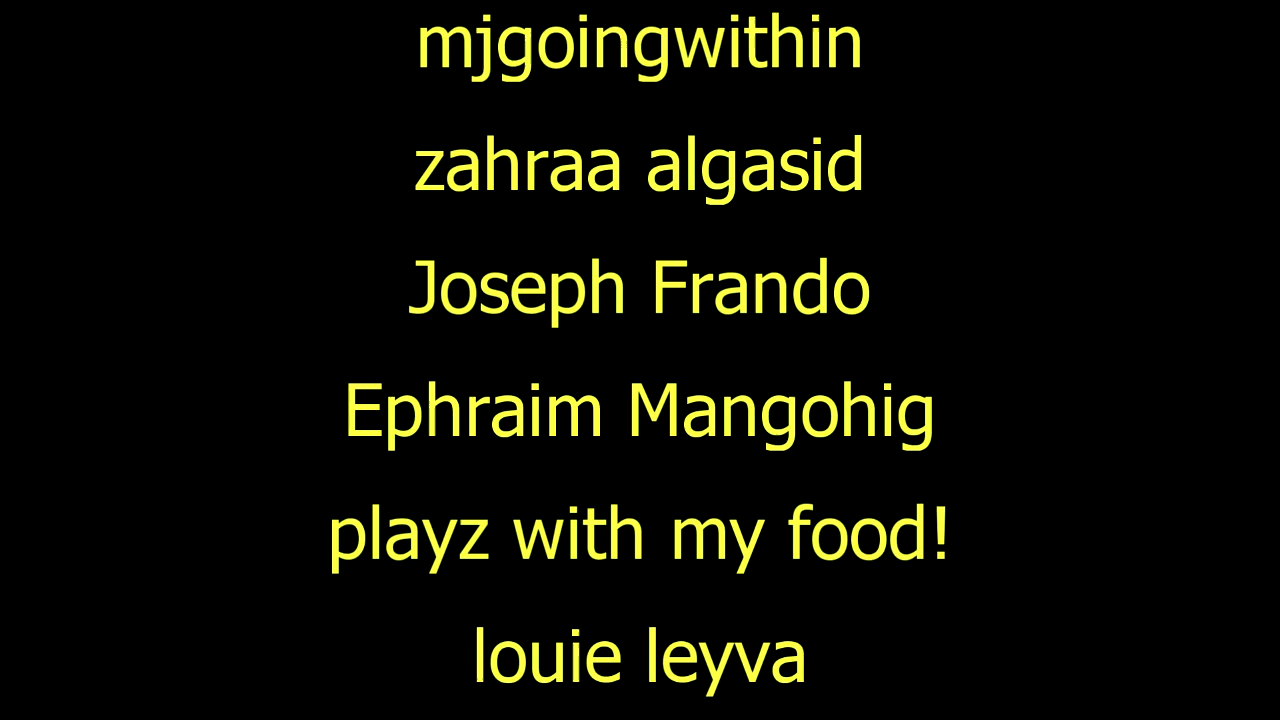 mjgoingwithin
zahraa algasid
Joseph Frando
Ephraim Mangohig
playz with my food!
louie leyva